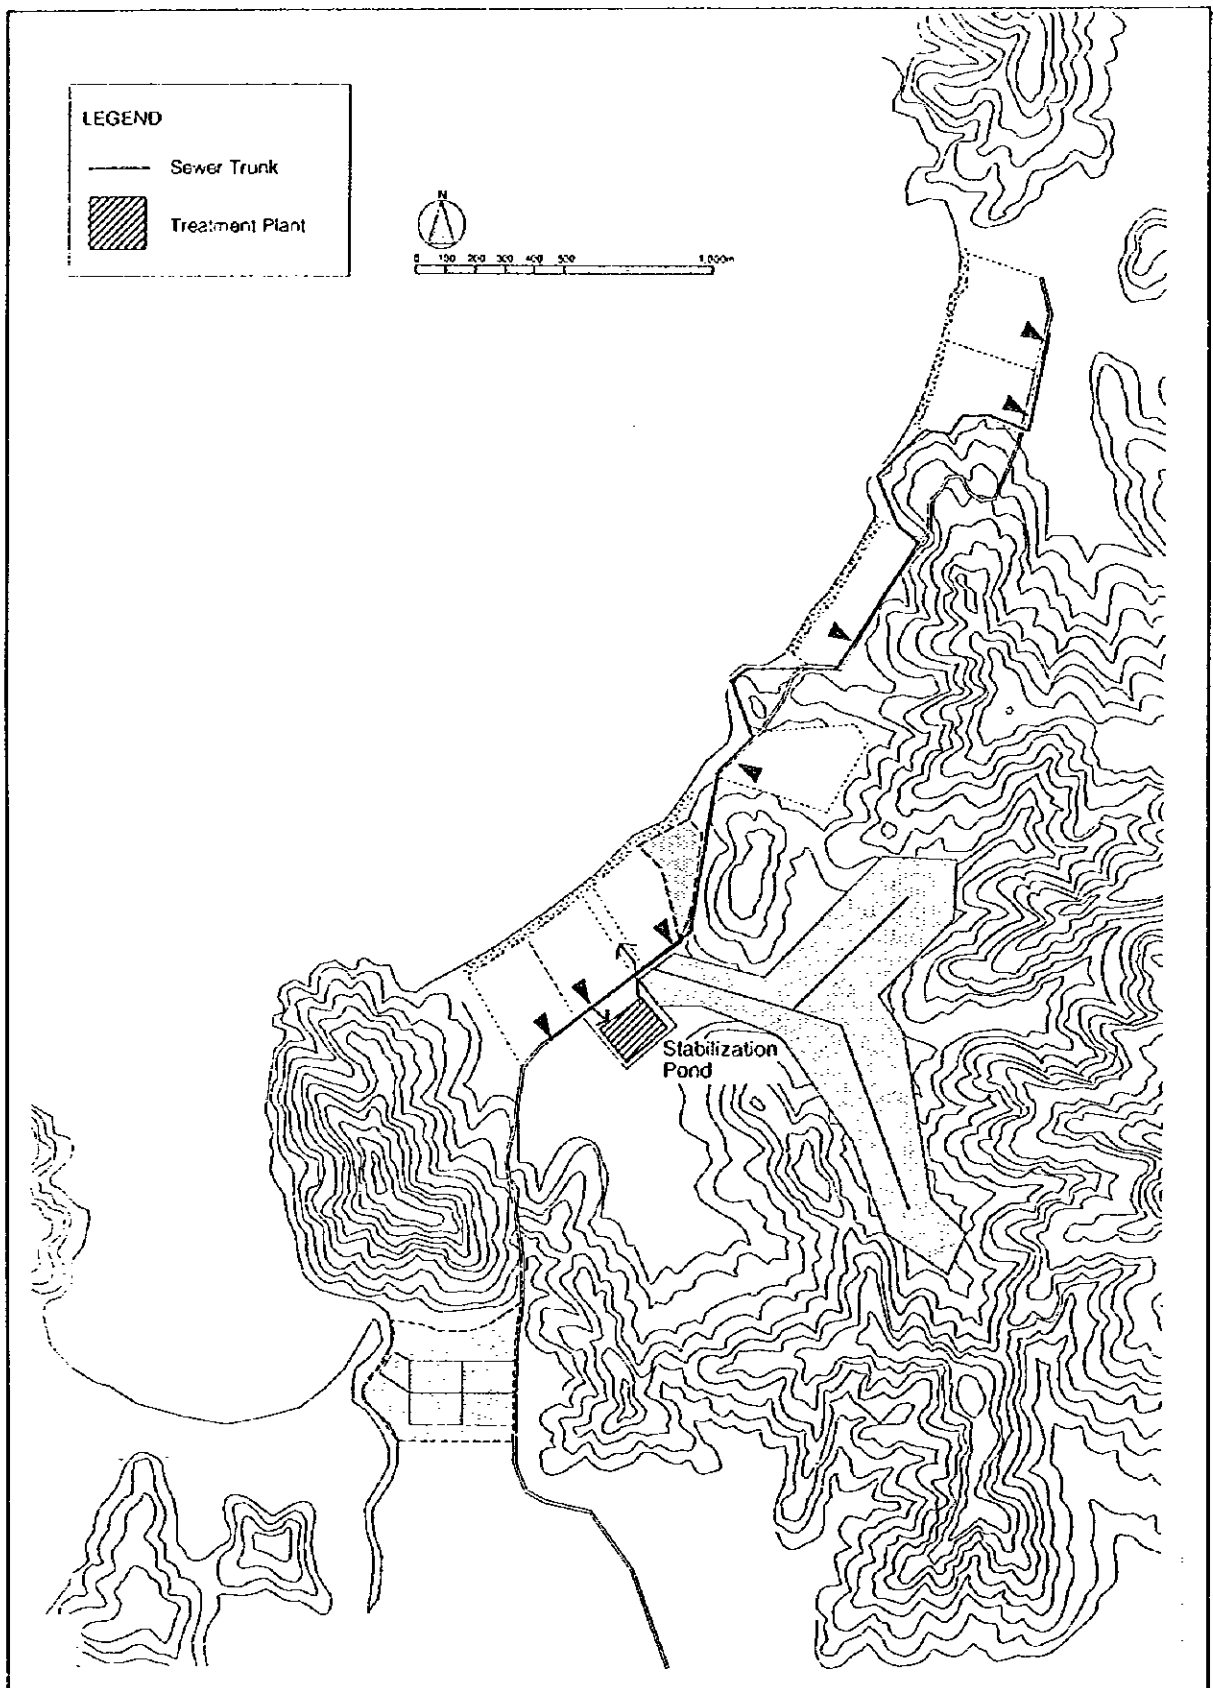 LEGEND
Sewer Trunk
Treatment Plant
N
0 100 200 300 400 500 1,000m
Stabilization
Pond